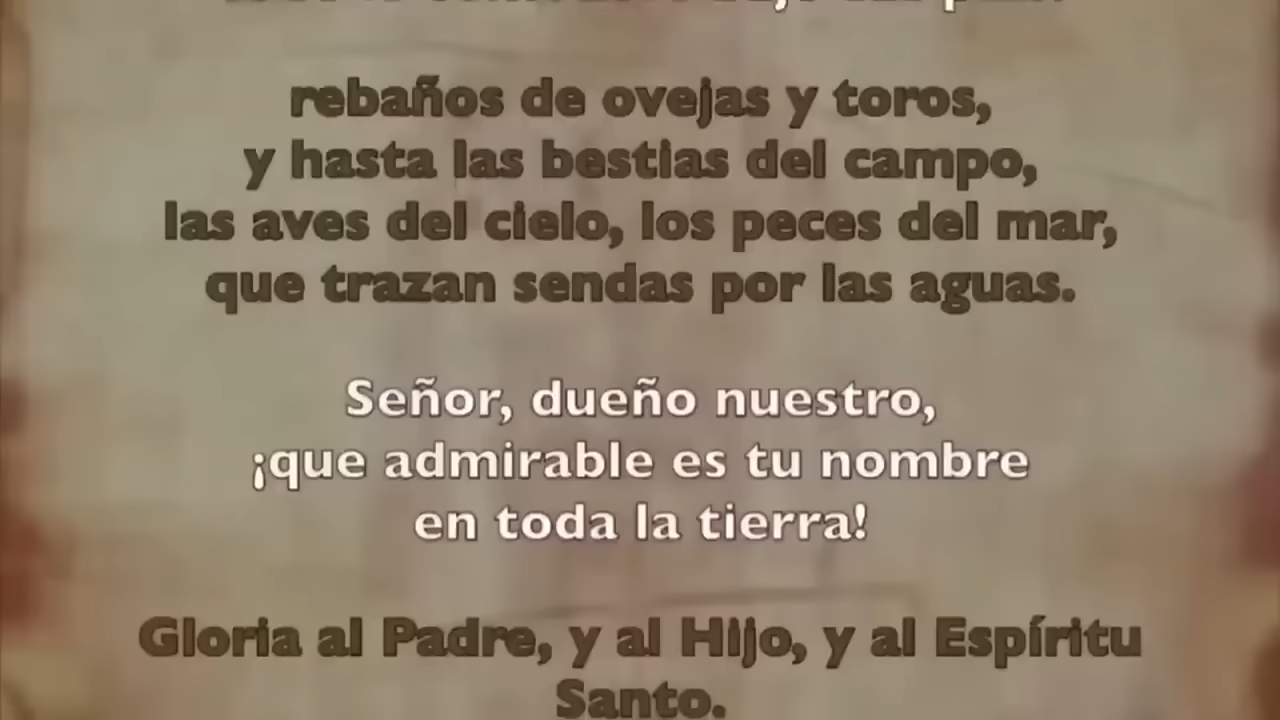 rebaños de ovejas y toros,
y hasta las bestias del campo,
las aves del cielo, los peces del mar,
que trazan sendas por las aguas.
Señor, dueño nuestro,
¡que admirable es tu nombre
en toda la tierra!
Gloria al Padre, y al Hijo, y al Espíritu
Santo.